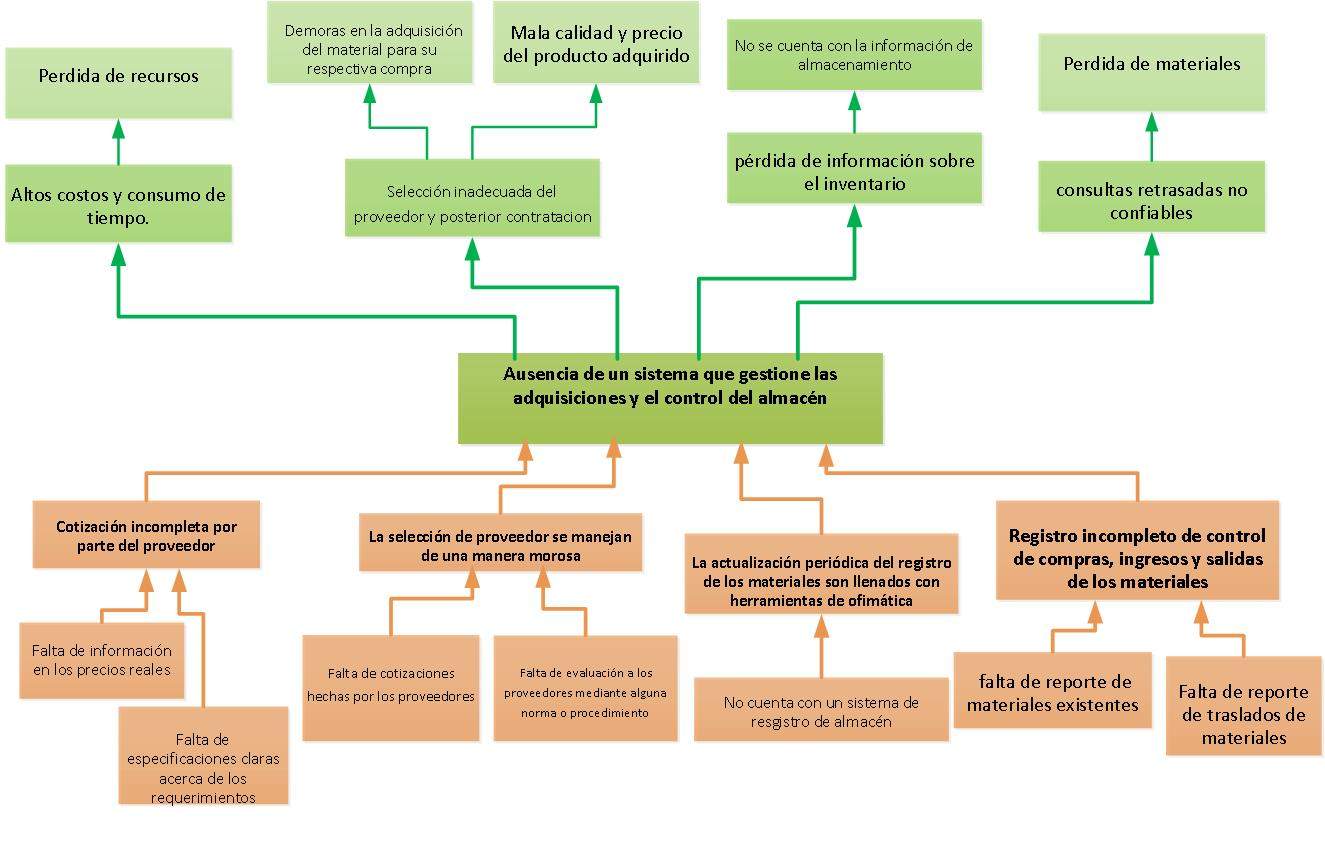 Perdida de recursos
Demoras en la adquisición
del material para su
respectiva compra
Mala calidad y precio
del producto adquirido
No se cuenta con la información de
almacenamiento
Perdida de materiales
Altos costos y consumo de
tiempo.
Selección inadecuada del
proveedor y posterior contratacion
pérdida de información sobre
el inventario
consultas retrasadas no
confiables
Ausencia de un sistema que gestione las
adquisiciones y el control del almacén
Cotización incompleta por
parte del proveedor
La selección de proveedor se manejan
de una manera morosa
La actualización periódica del registro
de los materiales son llenados con
herramientas de ofimática
Registro incompleto de control
de compras, ingresos y salidas
de los materiales
Falta de información
en los precios reales
Falta de
especificaciones claras
acerca de los
requerimientos
Falta de cotizaciones
hechas por los proveedores
Falta de evaluación a los
proveedores mediante alguna
norma o procedimiento
No cuenta con un sistema de
resgistro de almacén
falta de reporte de
materiales existentes
Falta de reporte
de traslados de
materiales